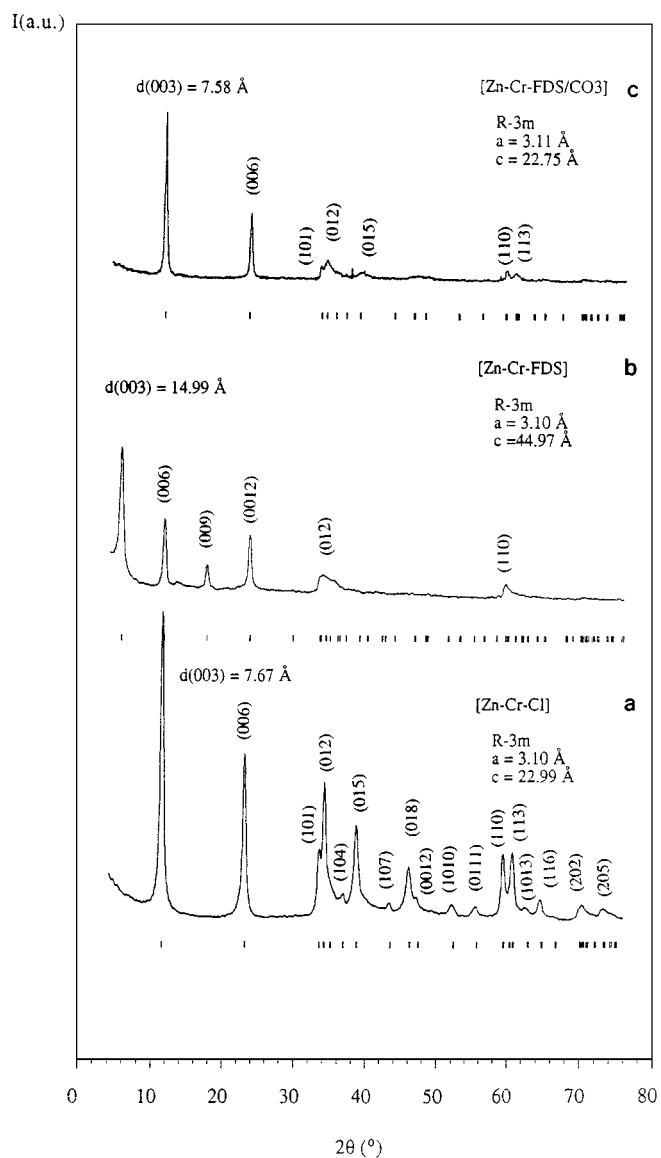 I(a.u.)
d(003) = 7.58 Å
[Zn-Cr-FDS/CO3]
c
R-3m
a = 3.11 Å
c = 22.75 Å
(006)
(101)
(012)
(015)
(110)
(113)
d(003) = 14.99 Å
[Zn-Cr-FDS]
b
R-3m
a = 3.10 Å
c =44.97 Å
(006)
(009)
(0012)
(012)
(110)
d(003) = 7.67 Å
[Zn-Cr-Cl]
a
R-3m
a = 3.10 Å
c = 22.99 Å
(006)
(101)
(012)
(104)
(015)
(107)
(018)
(0012)
(1010)
(0111)
(110)
(113)
(1013)
(116)
(202)
(205)
0 10 20 30 40 50 60 70 80
2θ (°)